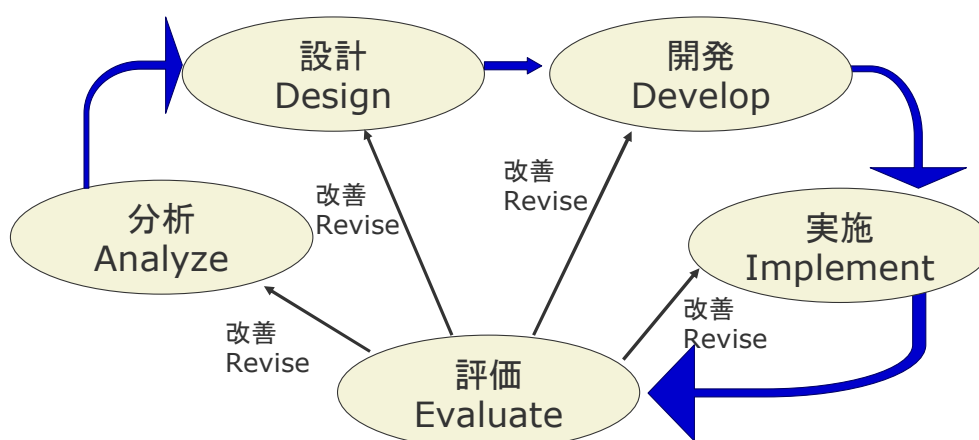 設計
Design
開発
Develop
改善
Revise
改善
Revise
分析
Analyze
実施
Implement
改善
Revise
改善
Revise
評価
Evaluate